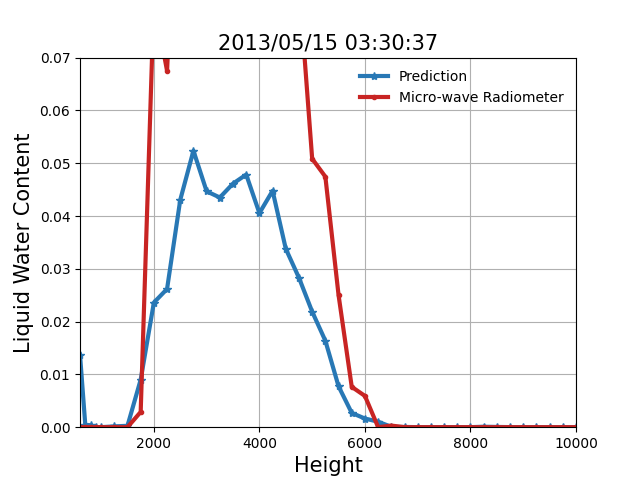 2013/05/15 03:30:37
Prediction
Micro-wave Radiometer
Liquid Water Content
0.07
0.06
0.05
0.04
0.03
0.02
0.01
0.00
2000 4000 6000 8000 10000
Height